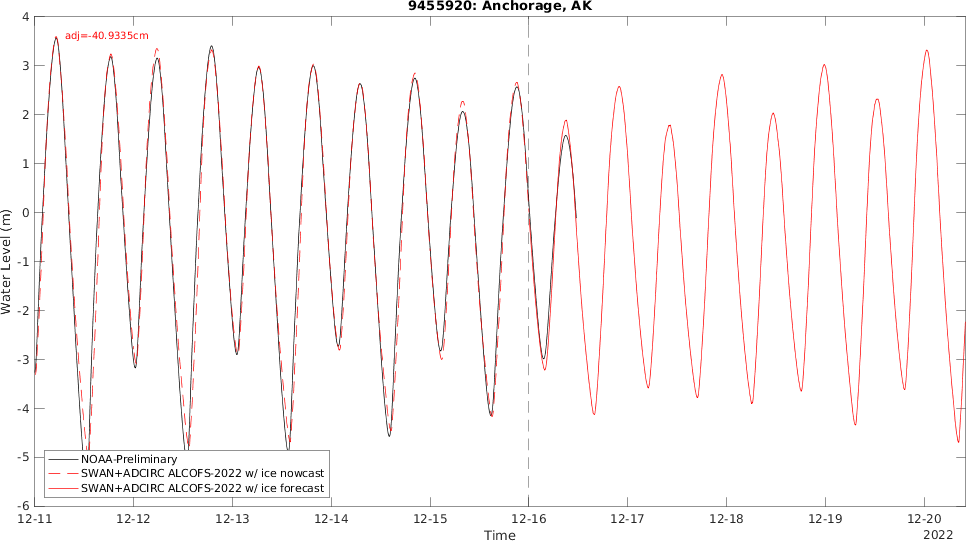 9455920: Anchorage, AK
adj=-40.9335cm
4
3
2
1
0
-1
-2
-3
-4
-5
-6
Water Level (m)
NOAA-Preliminary
SWAN+ADCIRC ALCOFS-2022 w/ ice nowcast
SWAN+ADCIRC ALCOFS-2022 w/ ice forecast
12-11 12-12 12-13 12-14 12-15 12-16 12-17 12-18 12-19 12-20
Time
2022